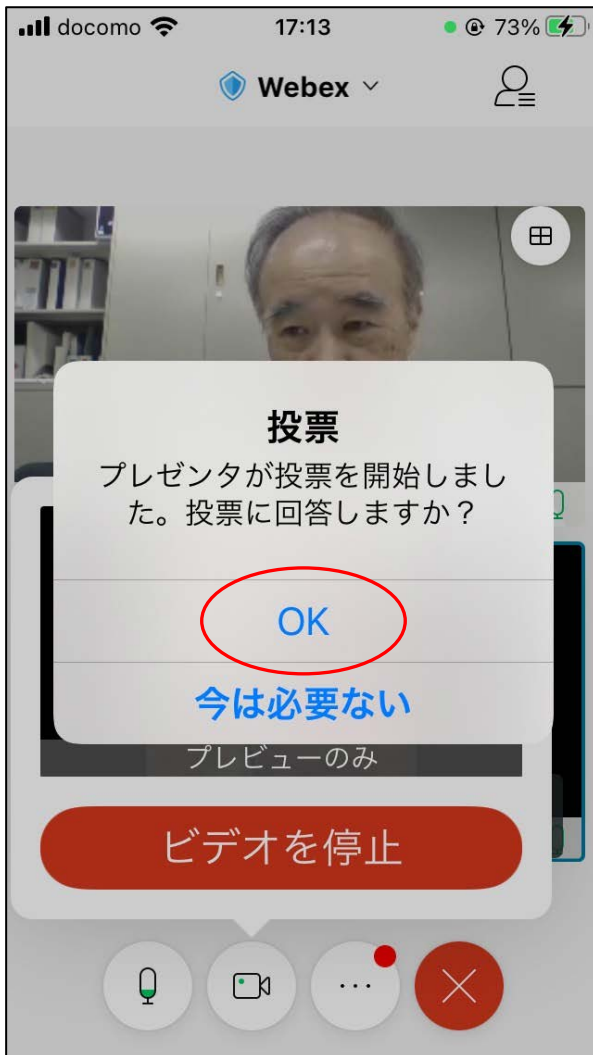 docomo 17:13 73%
Webex
投票
プレゼンタが投票を開始しまし
た。投票に回答しますか？
OK
今は必要ない
プレビューのみ
ビデオを停止